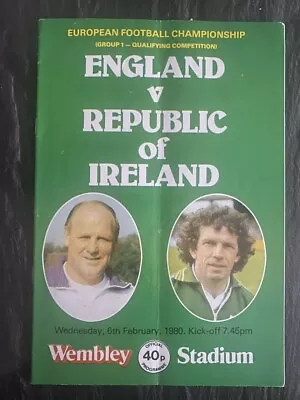 EUROPEAN FOOTBALL CHAMPIONSHIP
(GROUP 1 – QUALIFYING COMPETITION)
ENGLAND
v
REPUBLIC
of
IRELAND
Wednesday, 6th February, 1980. Kick-off 7.45pm
Wembley
OFFICIAL
40p
PROGRAMME
Stadium